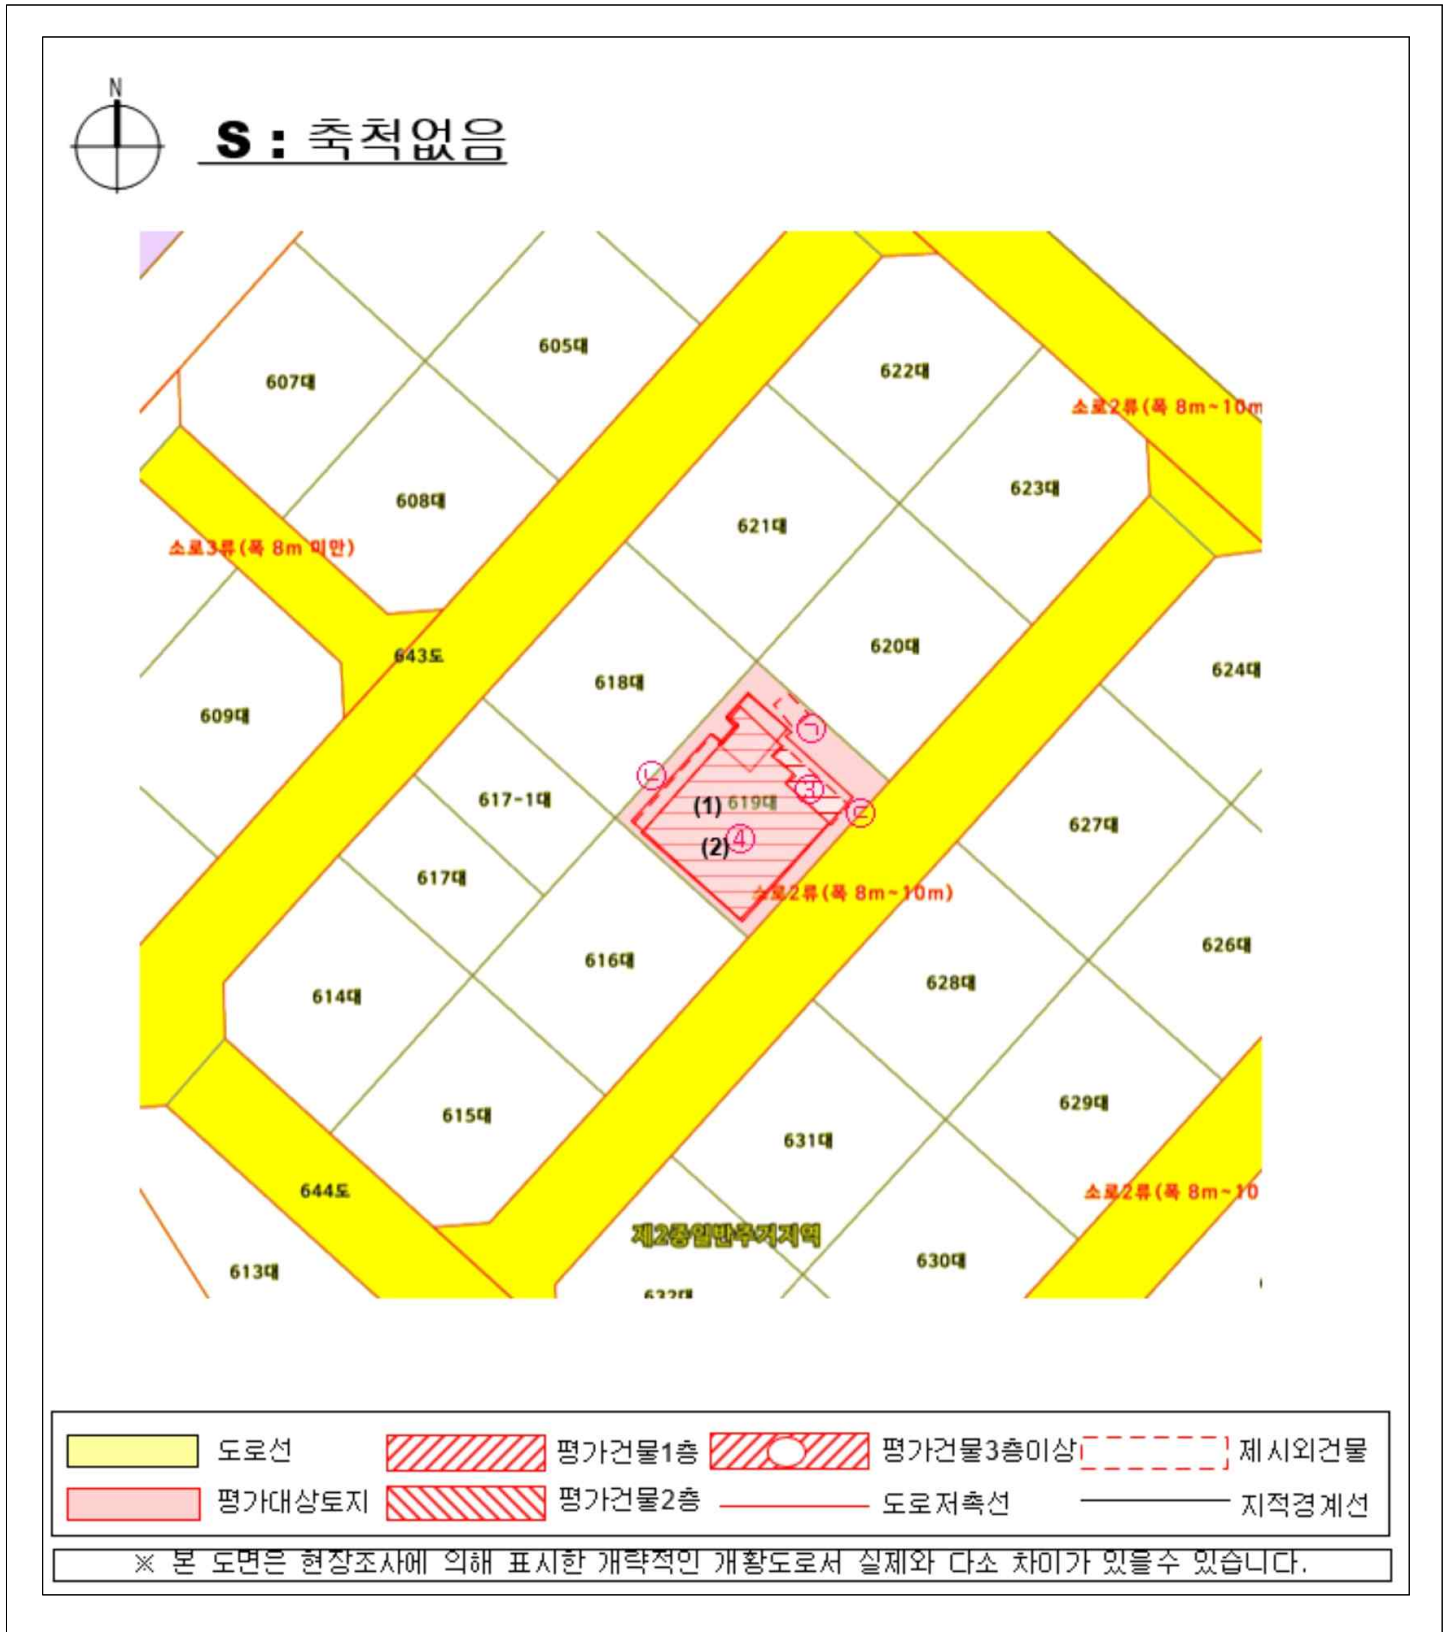 N
S : 축척없음
605대
622대
607대
소로2류(폭 8m~10m
623대
608대
621대
소로3류(폭 8m 미만)
620대
643도
624대
618대
609대
ㄱ
ㄴ
3
617-1대
(1) 619대
ㄷ
627대
(2) 4
617대
소로2류(폭 8m~10m)
626대
616대
628대
614대
629대
615대
631대
644도
소로2류(폭 8m~10
제2종일반주거지역
630대
613대
632대
도로선
평가건물1층
평가건물3층이상
제시외건물
평가대상토지
평가건물2층
도로저촉선
지적경계선
※ 본 도면은 현장조사에 의해 표시한 개략적인 개황도로서 실제와 다소 차이가 있을수 있습니다.